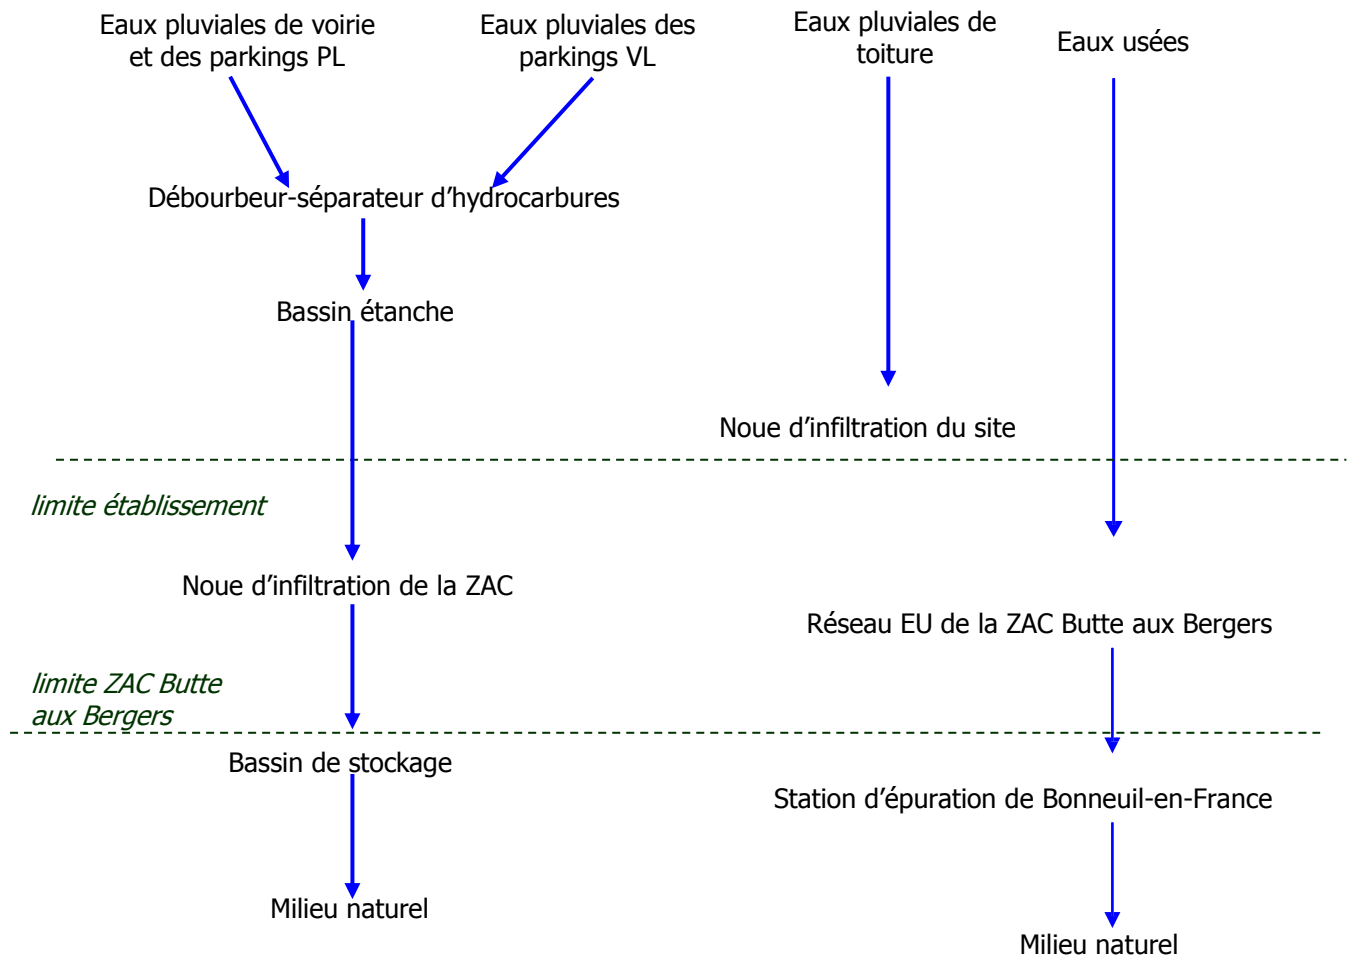 Eaux pluviales de voirie
et des parkings PL
Eaux pluviales des
parkings VL
Eaux pluviales de
toiture
Eaux usées
Débourbeur-séparateur d’hydrocarbures
Bassin étanche
Noue d’infiltration du site
limite établissement
Noue d’infiltration de la ZAC
Réseau EU de la ZAC Butte aux Bergers
limite ZAC Butte
aux Bergers
Bassin de stockage
Station d’épuration de Bonneuil-en-France
Milieu naturel
Milieu naturel